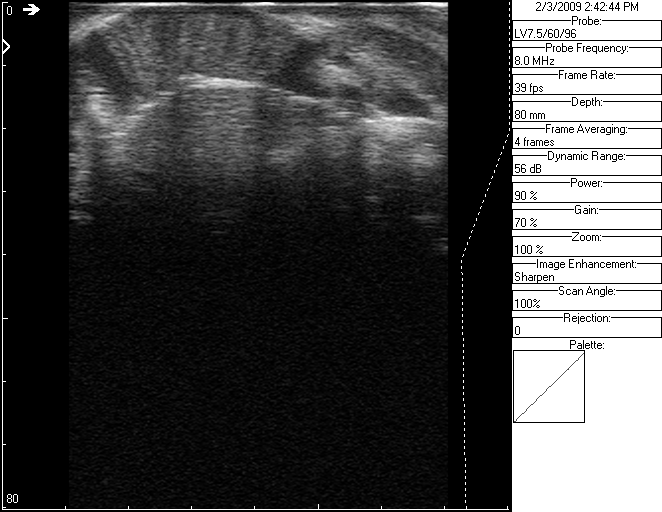 0
80
2/3/2009 2:42:44 PM
Probe:
LV7.5/60/96
Probe Frequency:
8.0 MHz
Frame Rate:
39 fps
Depth:
80 mm
Frame Averaging:
4 frames
Dynamic Range:
56 dB
Power:
90 %
Gain:
70 %
Zoom:
100 %
Image Enhancement:
Sharpen
Scan Angle:
100%
Rejection:
0
Palette: